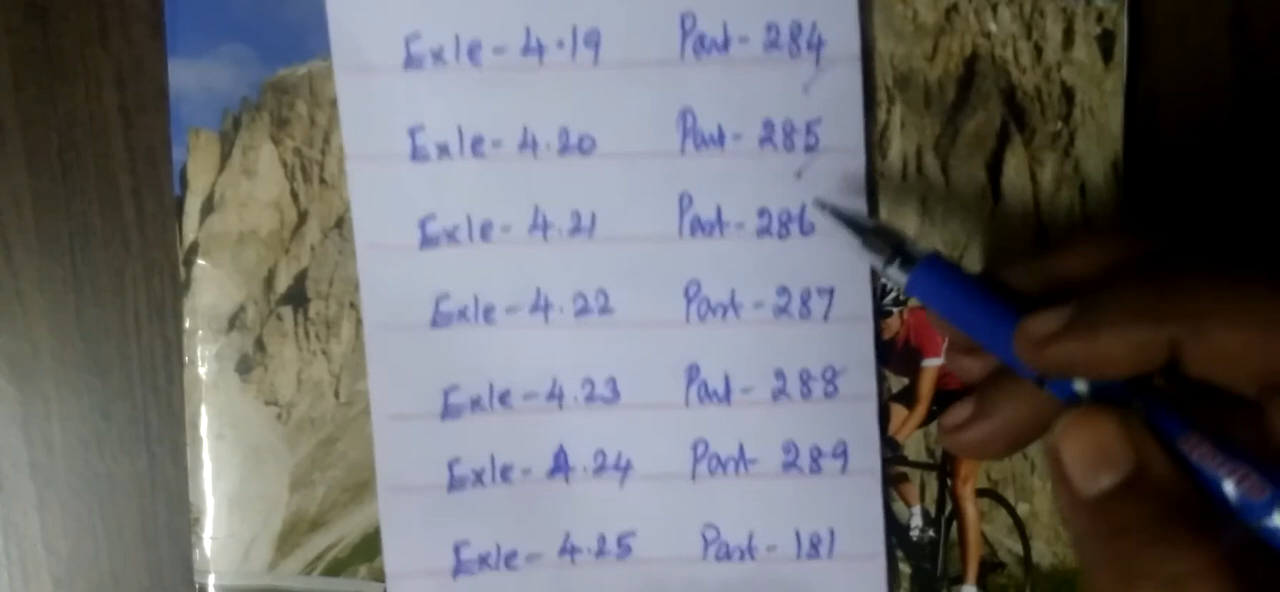 Exle - 4.19 Part - 284
Exle - 4.20 Part - 285
Exle - 4.21 Part - 286
Exle - 4.22 Part - 287
Exle - 4.23 Part - 288
Exle - 4.24 Part - 289
Exle - 4.25 Part - 181